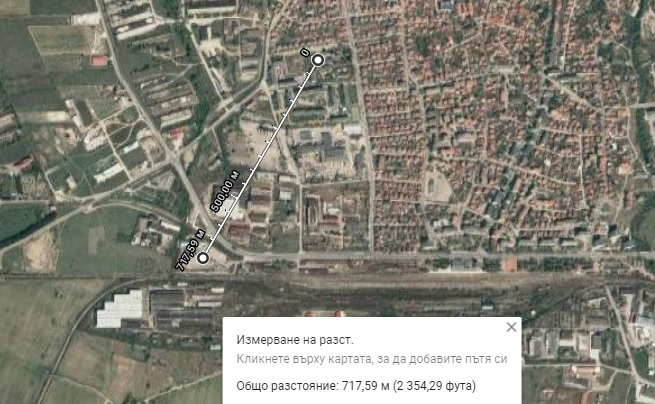 0
500,00 м
717,59 м
Измерване на разст.
Кликнете върху картата, за да добавите пътя си
Общо разстояние: 717,59 м (2 354,29 фута)